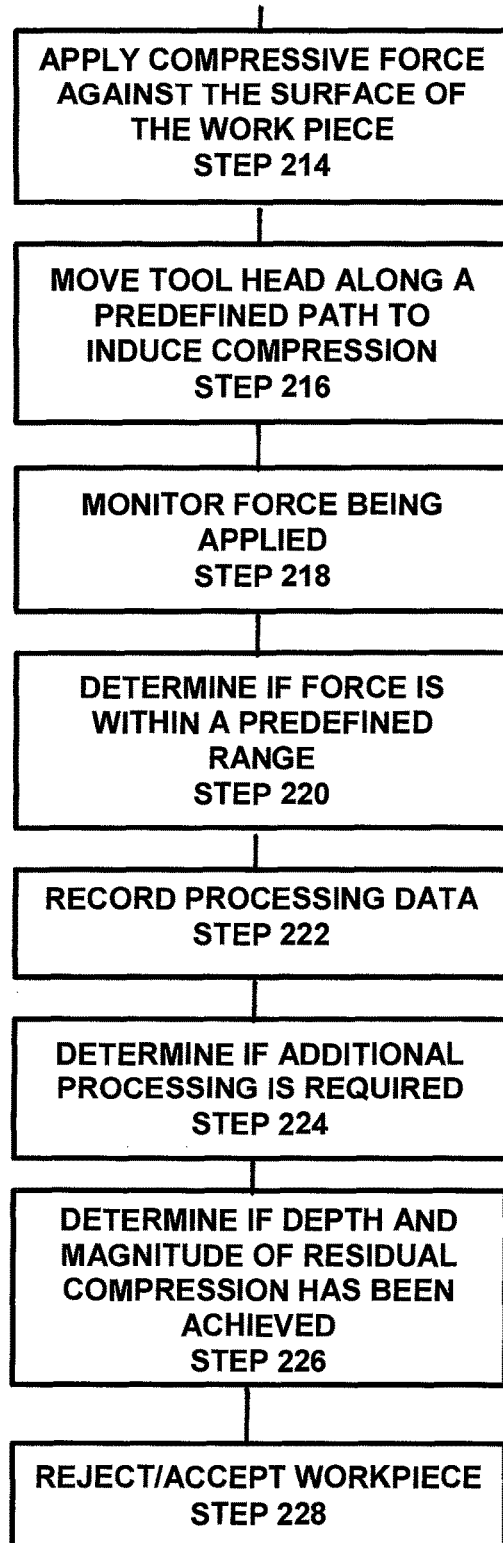 APPLY COMPRESSIVE FORCE
AGAINST THE SURFACE OF
THE WORK PIECE
STEP 214
MOVE TOOL HEAD ALONG A
PREDEFINED PATH TO
INDUCE COMPRESSION
STEP 216
MONITOR FORCE BEING
APPLIED
STEP 218
DETERMINE IF FORCE IS
WITHIN A PREDEFINED
RANGE
STEP 220
RECORD PROCESSING DATA
STEP 222
DETERMINE IF ADDITIONAL
PROCESSING IS REQUIRED
STEP 224
DETERMINE IF DEPTH AND
MAGNITUDE OF RESIDUAL
COMPRESSION HAS BEEN
ACHIEVED
STEP 226
REJECT/ACCEPT WORKPIECE
STEP 228